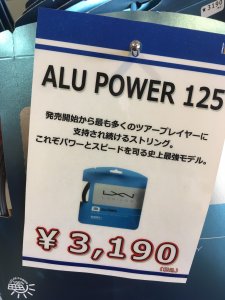 ¥3190
ALU POWER 125
発売開始から最も多くのツアープレイヤーに
支持され続けるストリング。
これぞパワーとスピードを司る史上最強モデル。
LXN
¥3,190